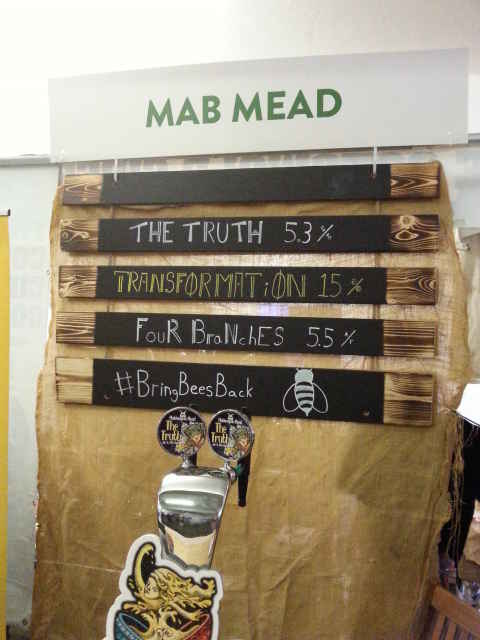 MAB MEAD
THE TRUTH 5.3%
TRANSFORMATiON 15%
FouR BraNchES 5.5%
#BringBeesBack
The Truth
The Truth